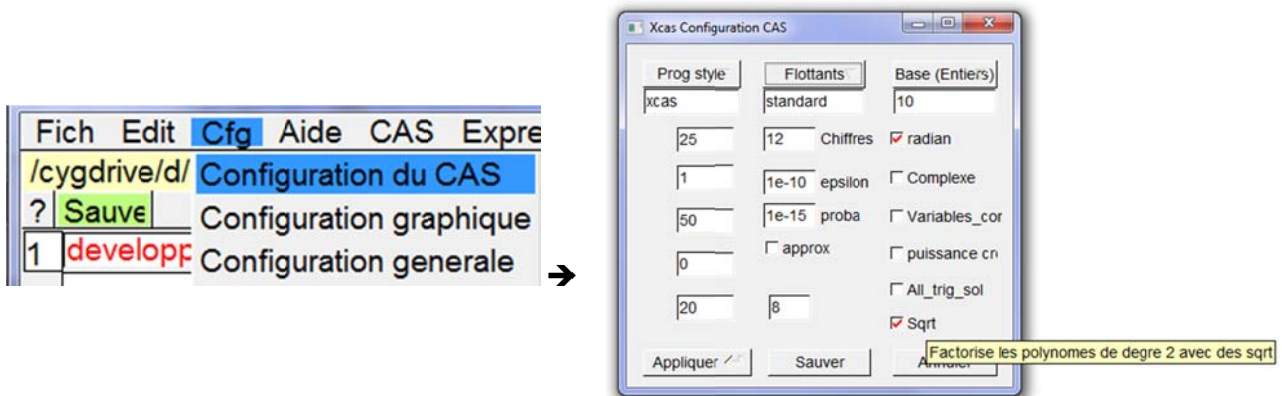 Fich Edit Cfg Aide CAS Expre
/cygdrive/d/ Configuration du CAS
? Sauve Configuration graphique
1 developp Configuration generale
➔
Xcas Configuration CAS
Prog style Flottants Base (Entiers)
xcas standard 10
25 12 Chiffres radian
1 1e-10 epsilon Complexe
50 1e-15 proba Variables_cor
0 approx puissance cr
20 8 All_trig_sol
Sqrt
Factorise les polynomes de degre 2 avec des sqrt
Appliquer Sauver